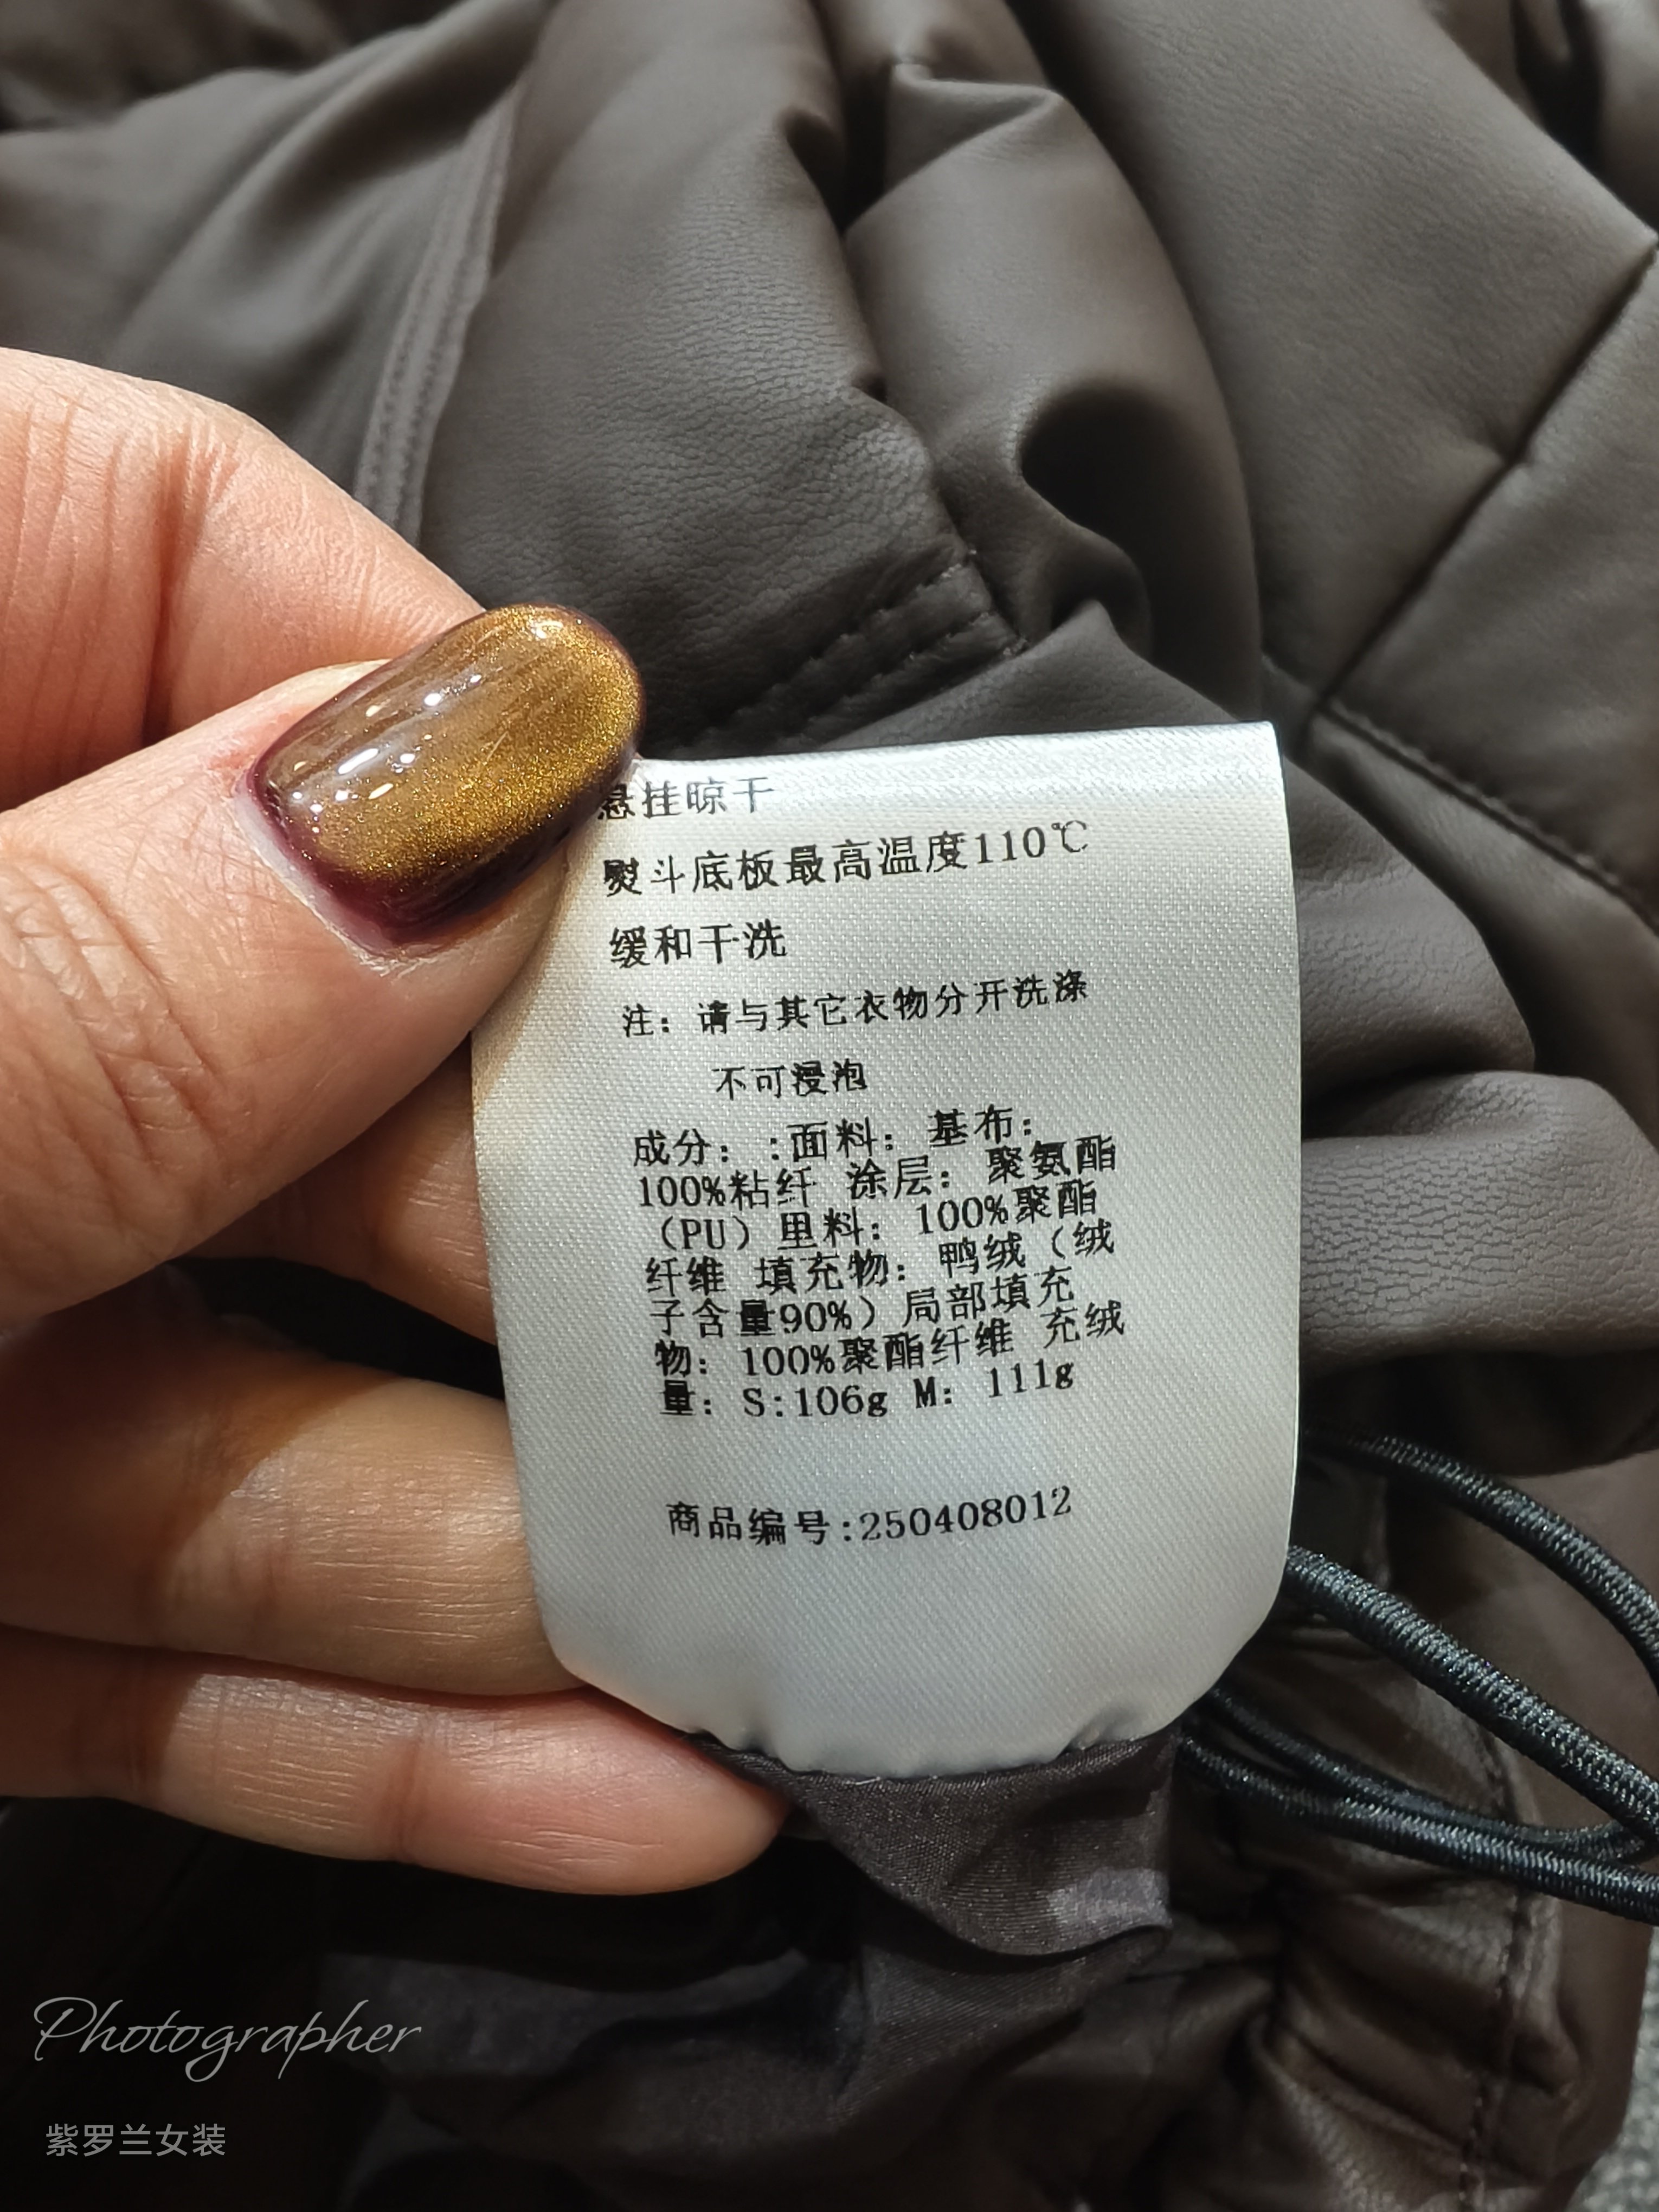 悬挂晾干
熨斗底板最高温度110℃
缓和干洗
注：请与其它衣物分开洗涤
不可浸泡
成分：:面料：基布：
100%粘纤 涂层：聚氨酯
（PU）里料：100%聚酯
纤维 填充物：鸭绒（绒
子含量90%）局部填充
物：100%聚酯纤维 充绒
量：S:106g M：111g
商品编号:250408012
Photographer
紫罗兰女装